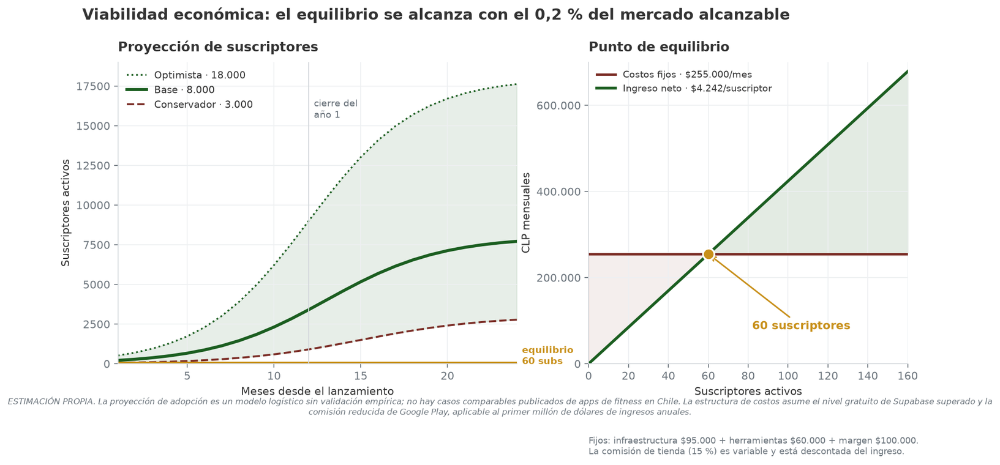 Viabilidad económica: el equilibrio se alcanza con el 0,2 % del mercado alcanzable
Proyección de suscriptores
Optimista · 18.000
Base · 8.000
Conservador · 3.000
cierre del
año 1
17500
15000
12500
10000
7500
5000
2500
0
Suscriptores activos
5
10
15
20
Meses desde el lanzamiento
equilibrio
60 subs
Punto de equilibrio
Costos fijos · $255.000/mes
Ingreso neto · $4.242/suscriptor
600.000
400.000
200.000
0
CLP mensuales
60 suscriptores
0
20
40
60
80
100
120
140
160
Suscriptores activos
ESTIMACIÓN PROPIA. La proyección de adopción es un modelo logístico sin validación empírica; no hay casos comparables publicados de apps de fitness en Chile. La estructura de costos asume el nivel gratuito de Supabase superado y la
comisión reducida de Google Play, aplicable al primer millón de dólares de ingresos anuales.
Fijos: infraestructura $95.000 + herramientas $60.000 + margen $100.000.
La comisión de tienda (15 %) es variable y está descontada del ingreso.